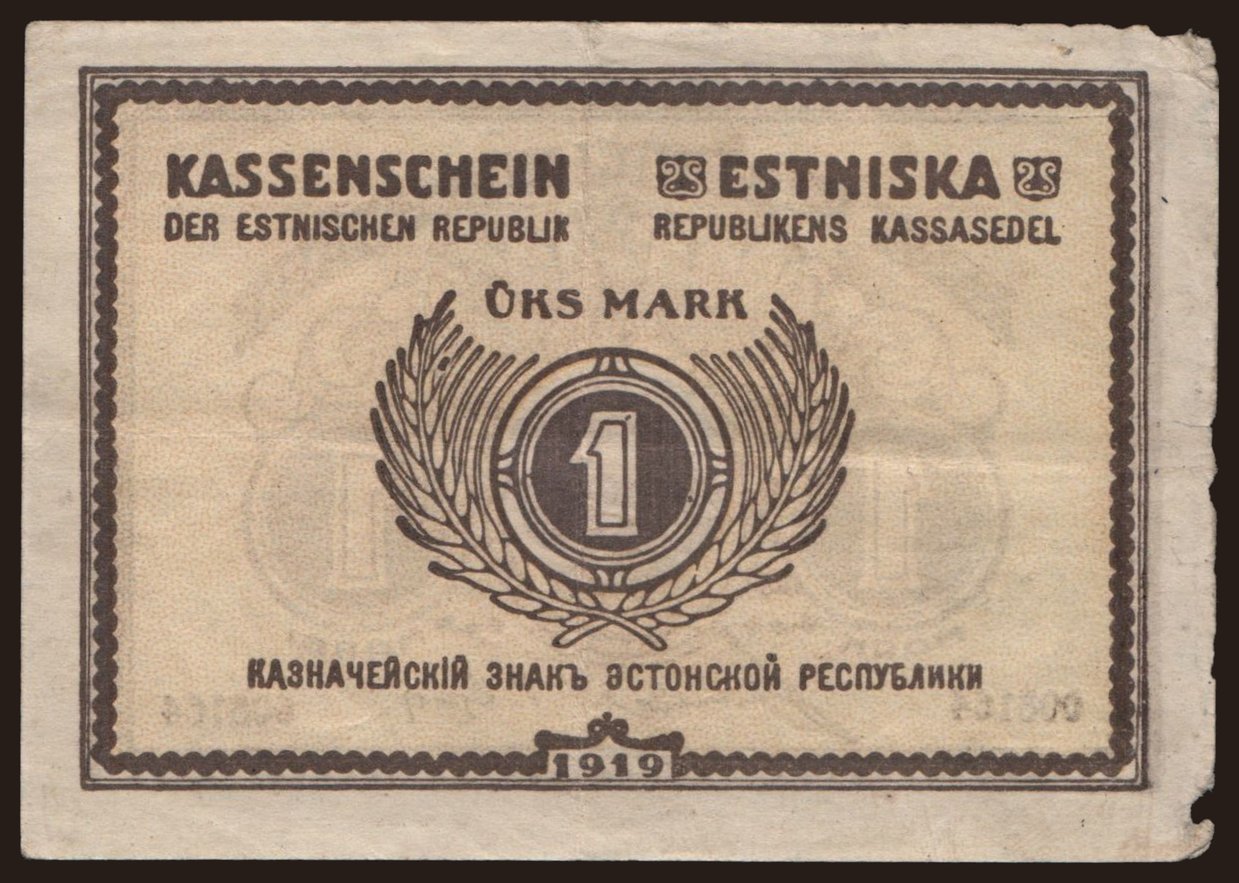 KASSENSCHEIN
DER ESTNISCHEN REPUBLIK
ESTNISKA
REPUBLIKENS KASSASEDEL
ÜKS MARK
1
КАЗНАЧЕЙСКІЙ ЗНАКЪ ЭСТОНСКОЙ РЕСПУБЛИКИ
1919